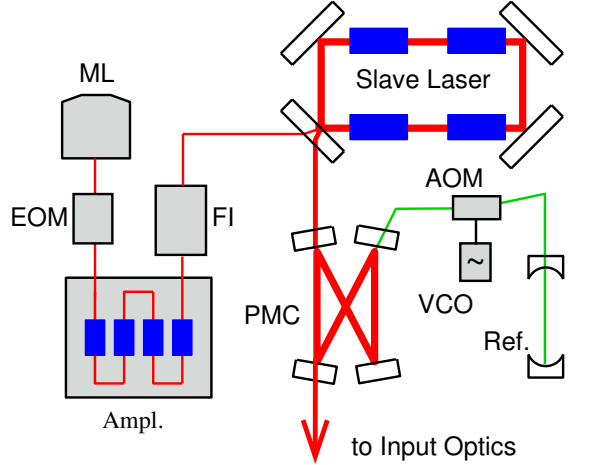 ML
Slave Laser
EOM
FI
AOM
~
PMC
VCO
Ref.
Ampl.
to Input Optics